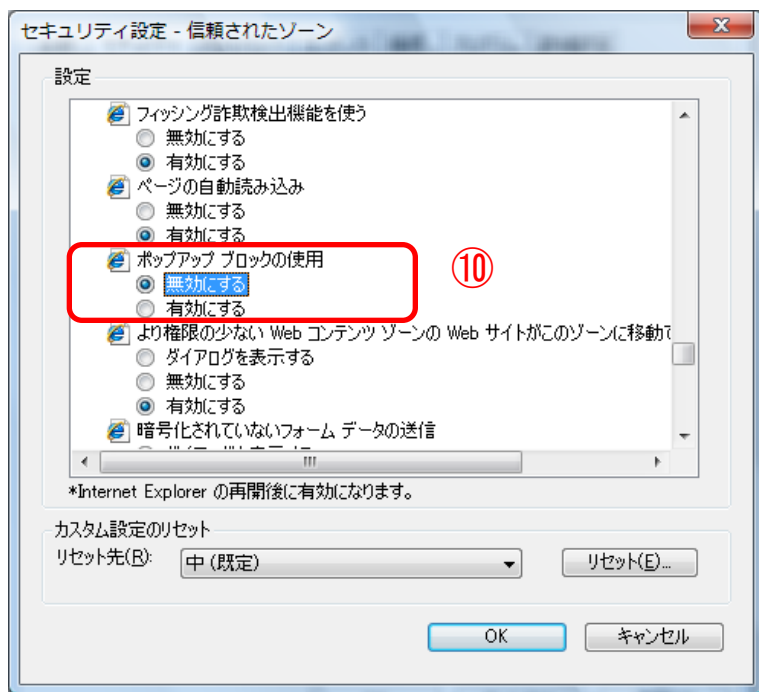 セキュリティ設定 - 信頼されたゾーン
設定
フィッシング詐欺検出機能を使う
無効にする
有効にする
ページの自動読み込み
無効にする
有効にする
ポップアップ ブロックの使用
⑩
無効にする
有効にする
より権限の少ない Web コンテンツ ゾーンの Web サイトがこのゾーンに移動
ダイアログを表示する
無効にする
有効にする
暗号化されていないフォーム データの送信
*Internet Explorer の再開後に有効になります。
カスタム設定のリセット
リセット先(R): 中 (既定) リセット(E)...
OK キャンセル